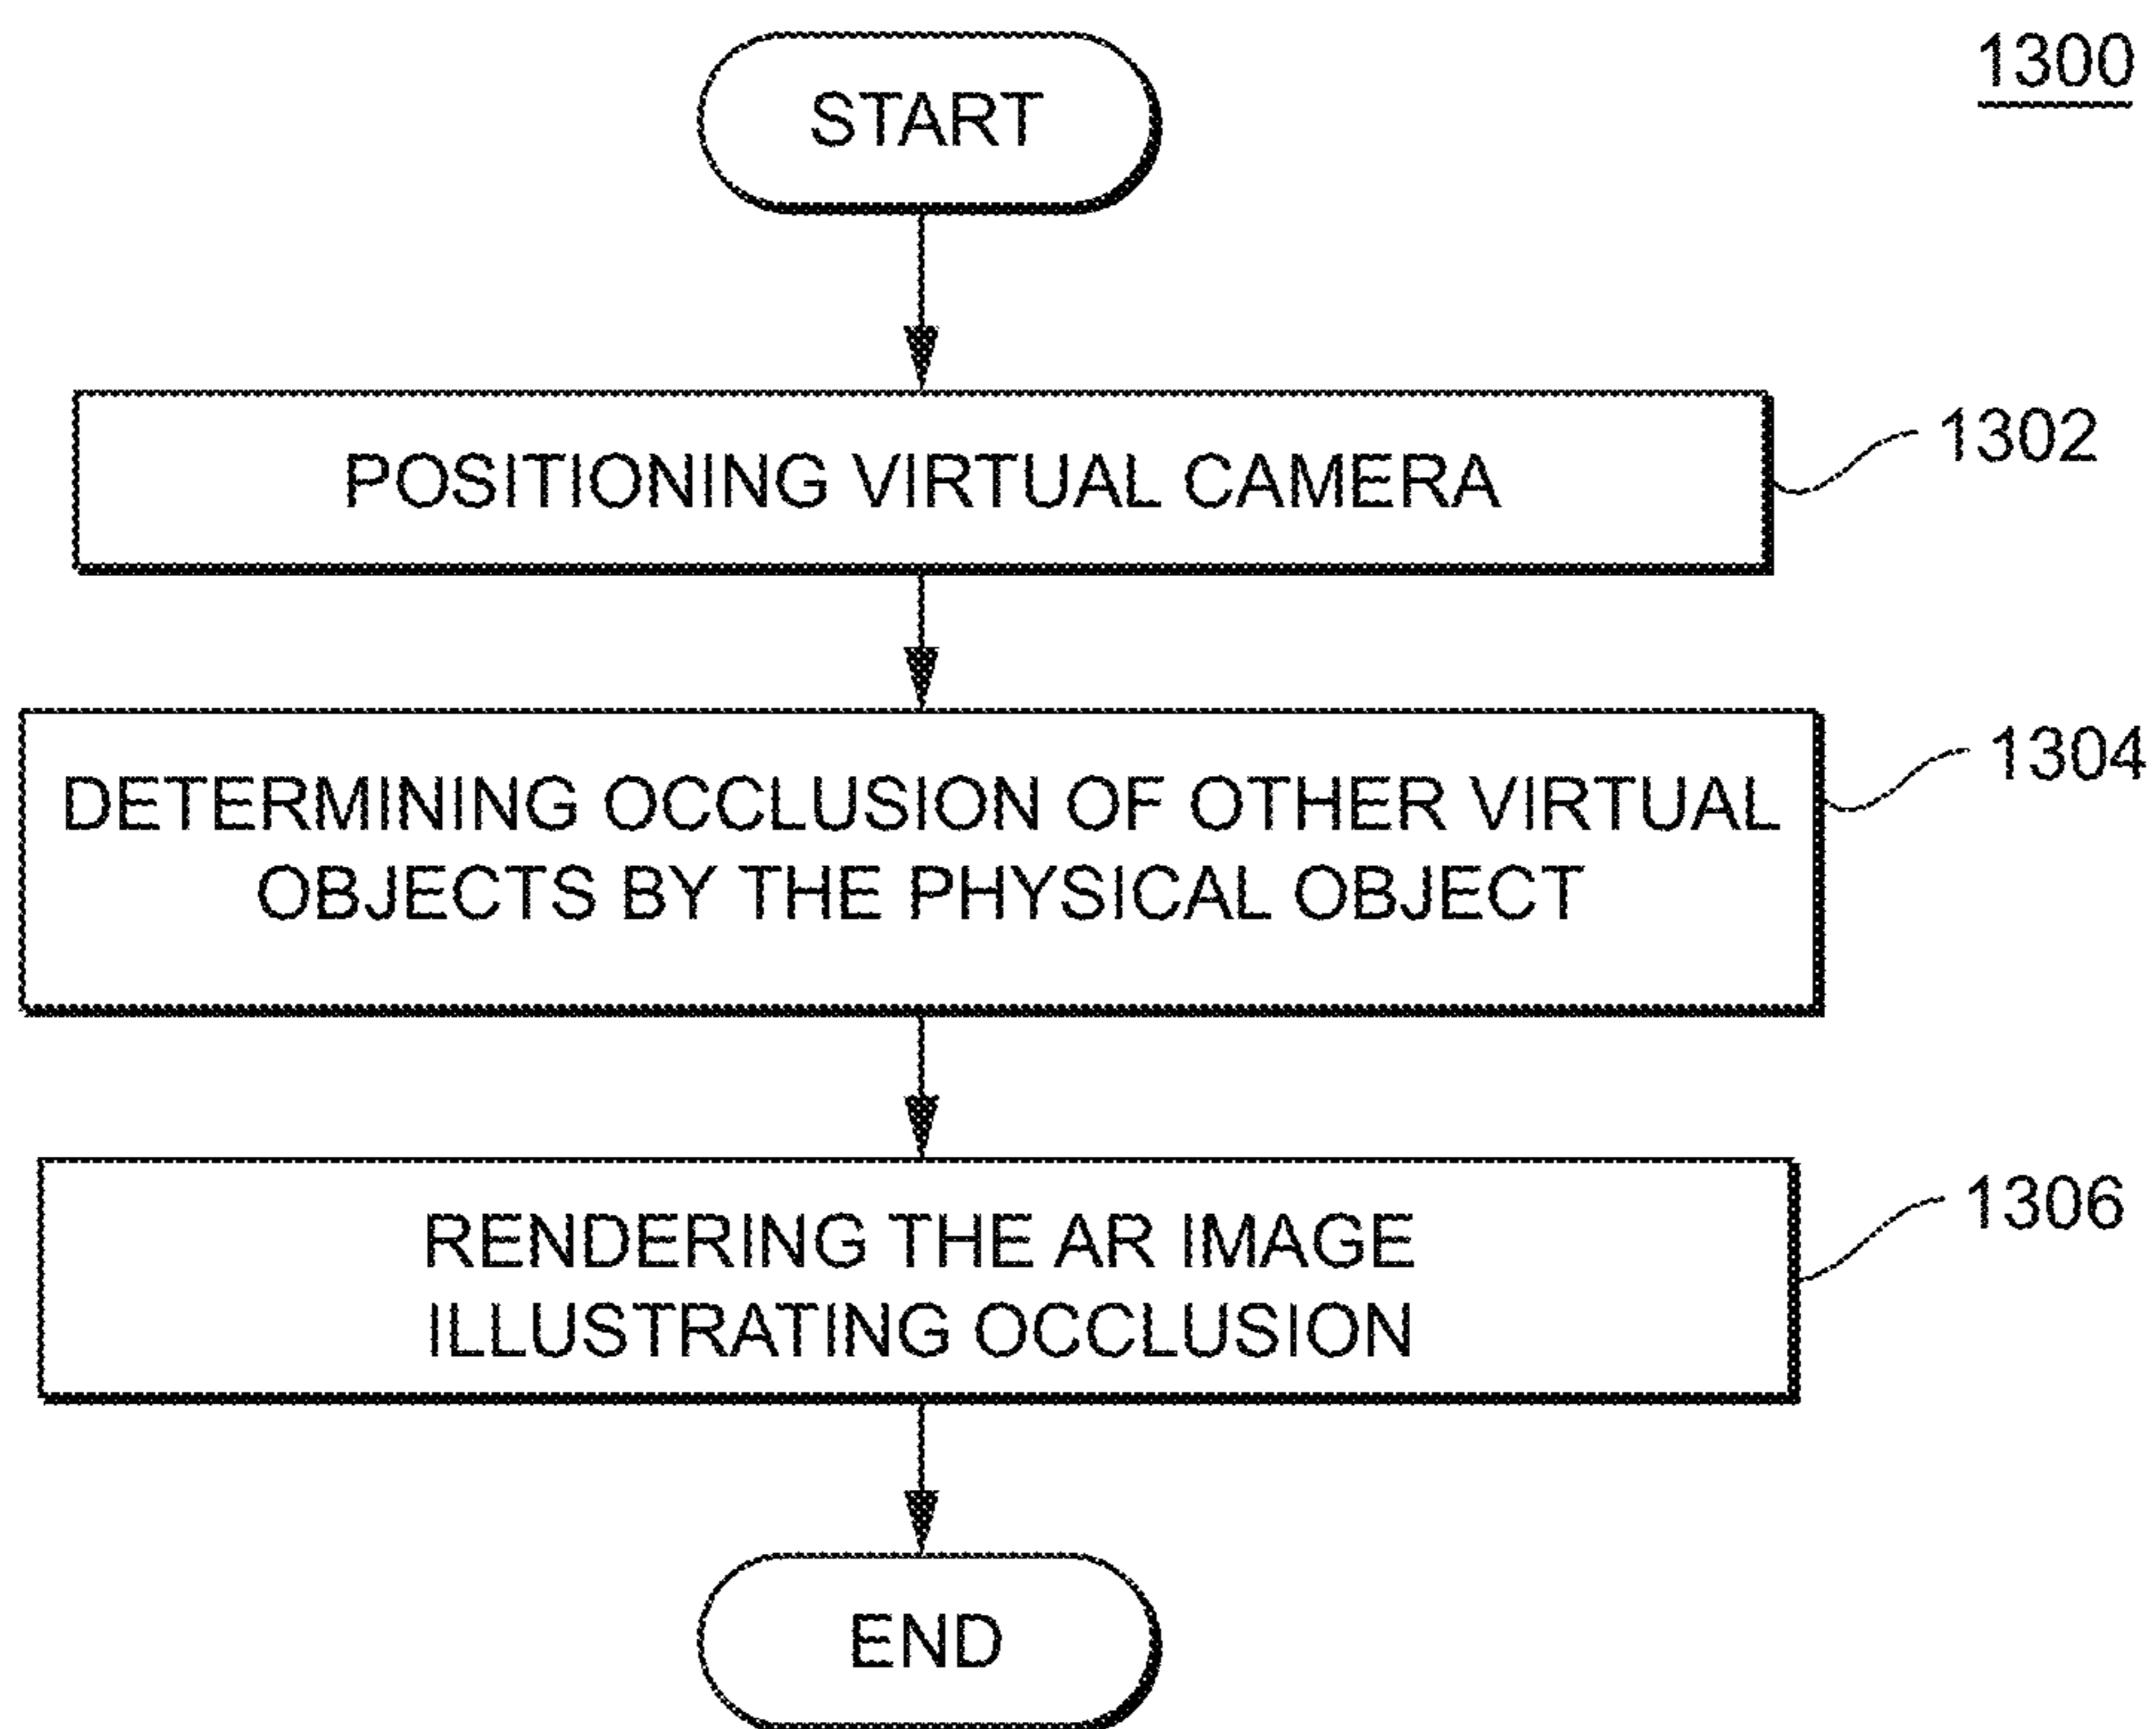 1300
START
POSITIONING VIRTUAL CAMERA
1302
DETERMINING OCCLUSION OF OTHER VIRTUAL
OBJECTS BY THE PHYSICAL OBJECT
1304
RENDERING THE AR IMAGE
ILLUSTRATING OCCLUSION
1306
END